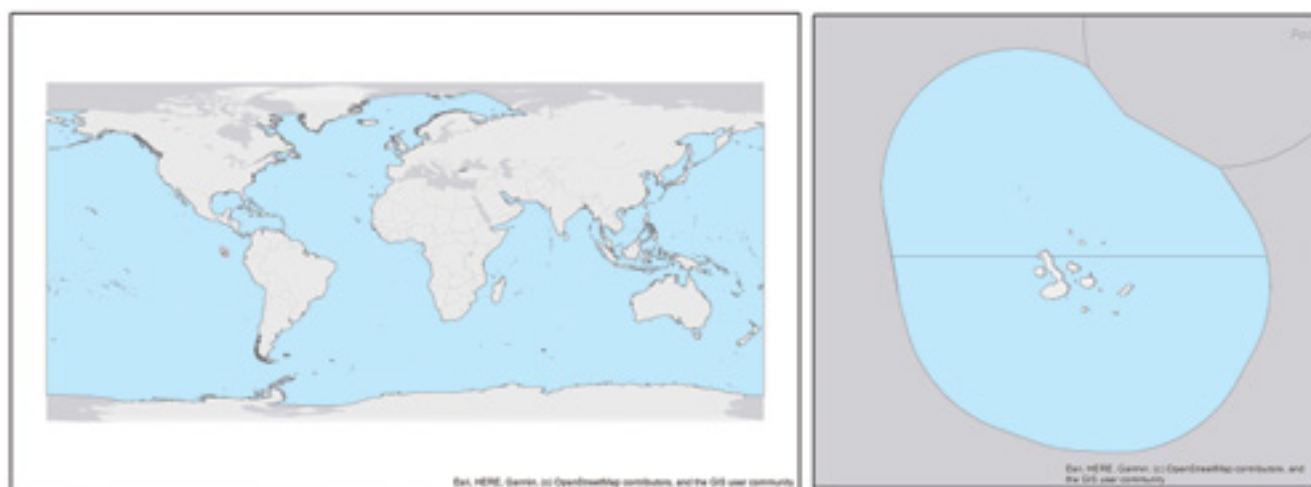 Esri, HERE, Garmin, (c) OpenStreetMap contributors, and the GIS user community
Esri, HERE, Garmin, (c) OpenStreetMap contributors, and
the GIS user community